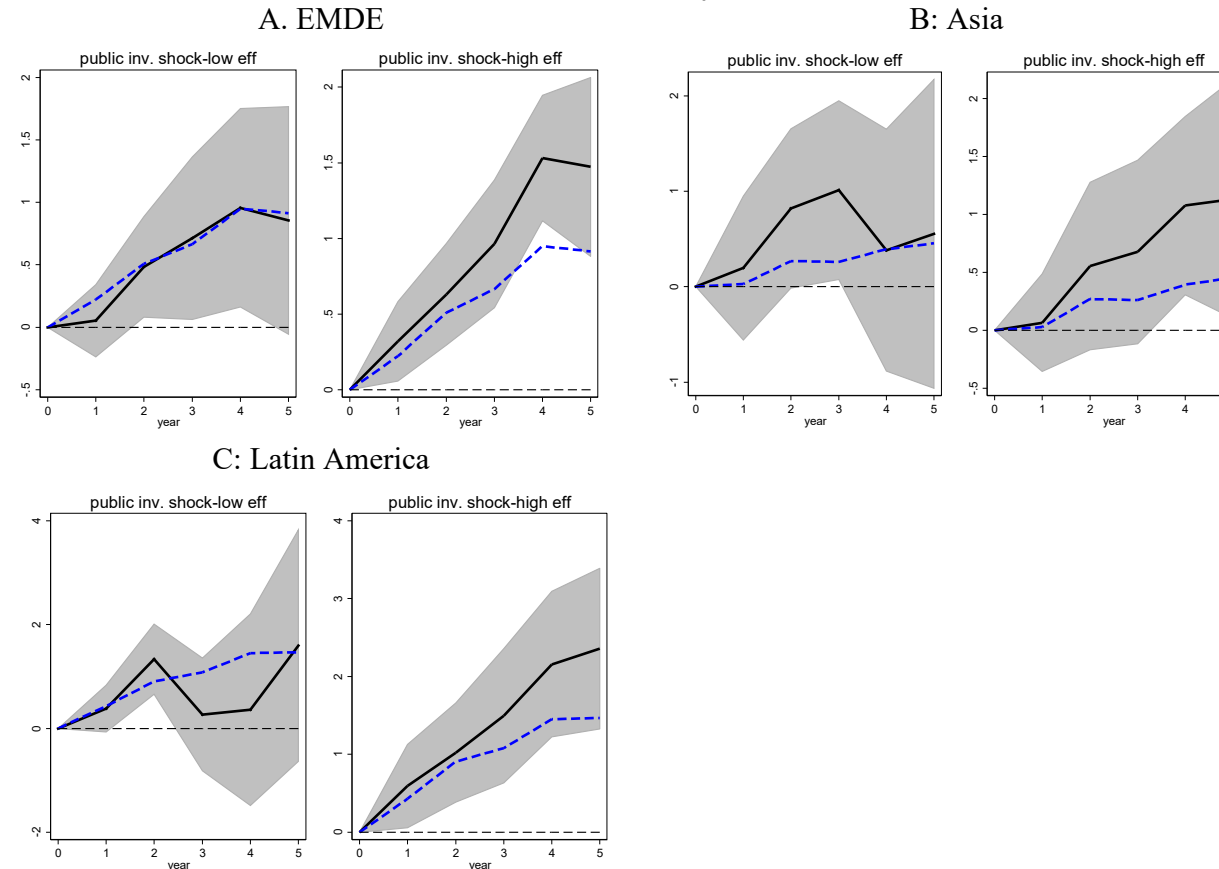 A. EMDE
public inv. shock-low eff
2
1.5
1
.5
0
-.5
0 1 2 3 4 5
year
public inv. shock-high eff
2
1.5
1
.5
0
0 1 2 3 4 5
year
B: Asia
public inv. shock-low eff
2
1
0
-1
0 1 2 3 4 5
year
public inv. shock-high eff
2
1.5
1
.5
0
-.5
0 1 2 3 4
year
C: Latin America
public inv. shock-low eff
4
2
0
-2
0 1 2 3 4 5
year
public inv. shock-high eff
4
3
2
1
0
0 1 2 3 4 5
year